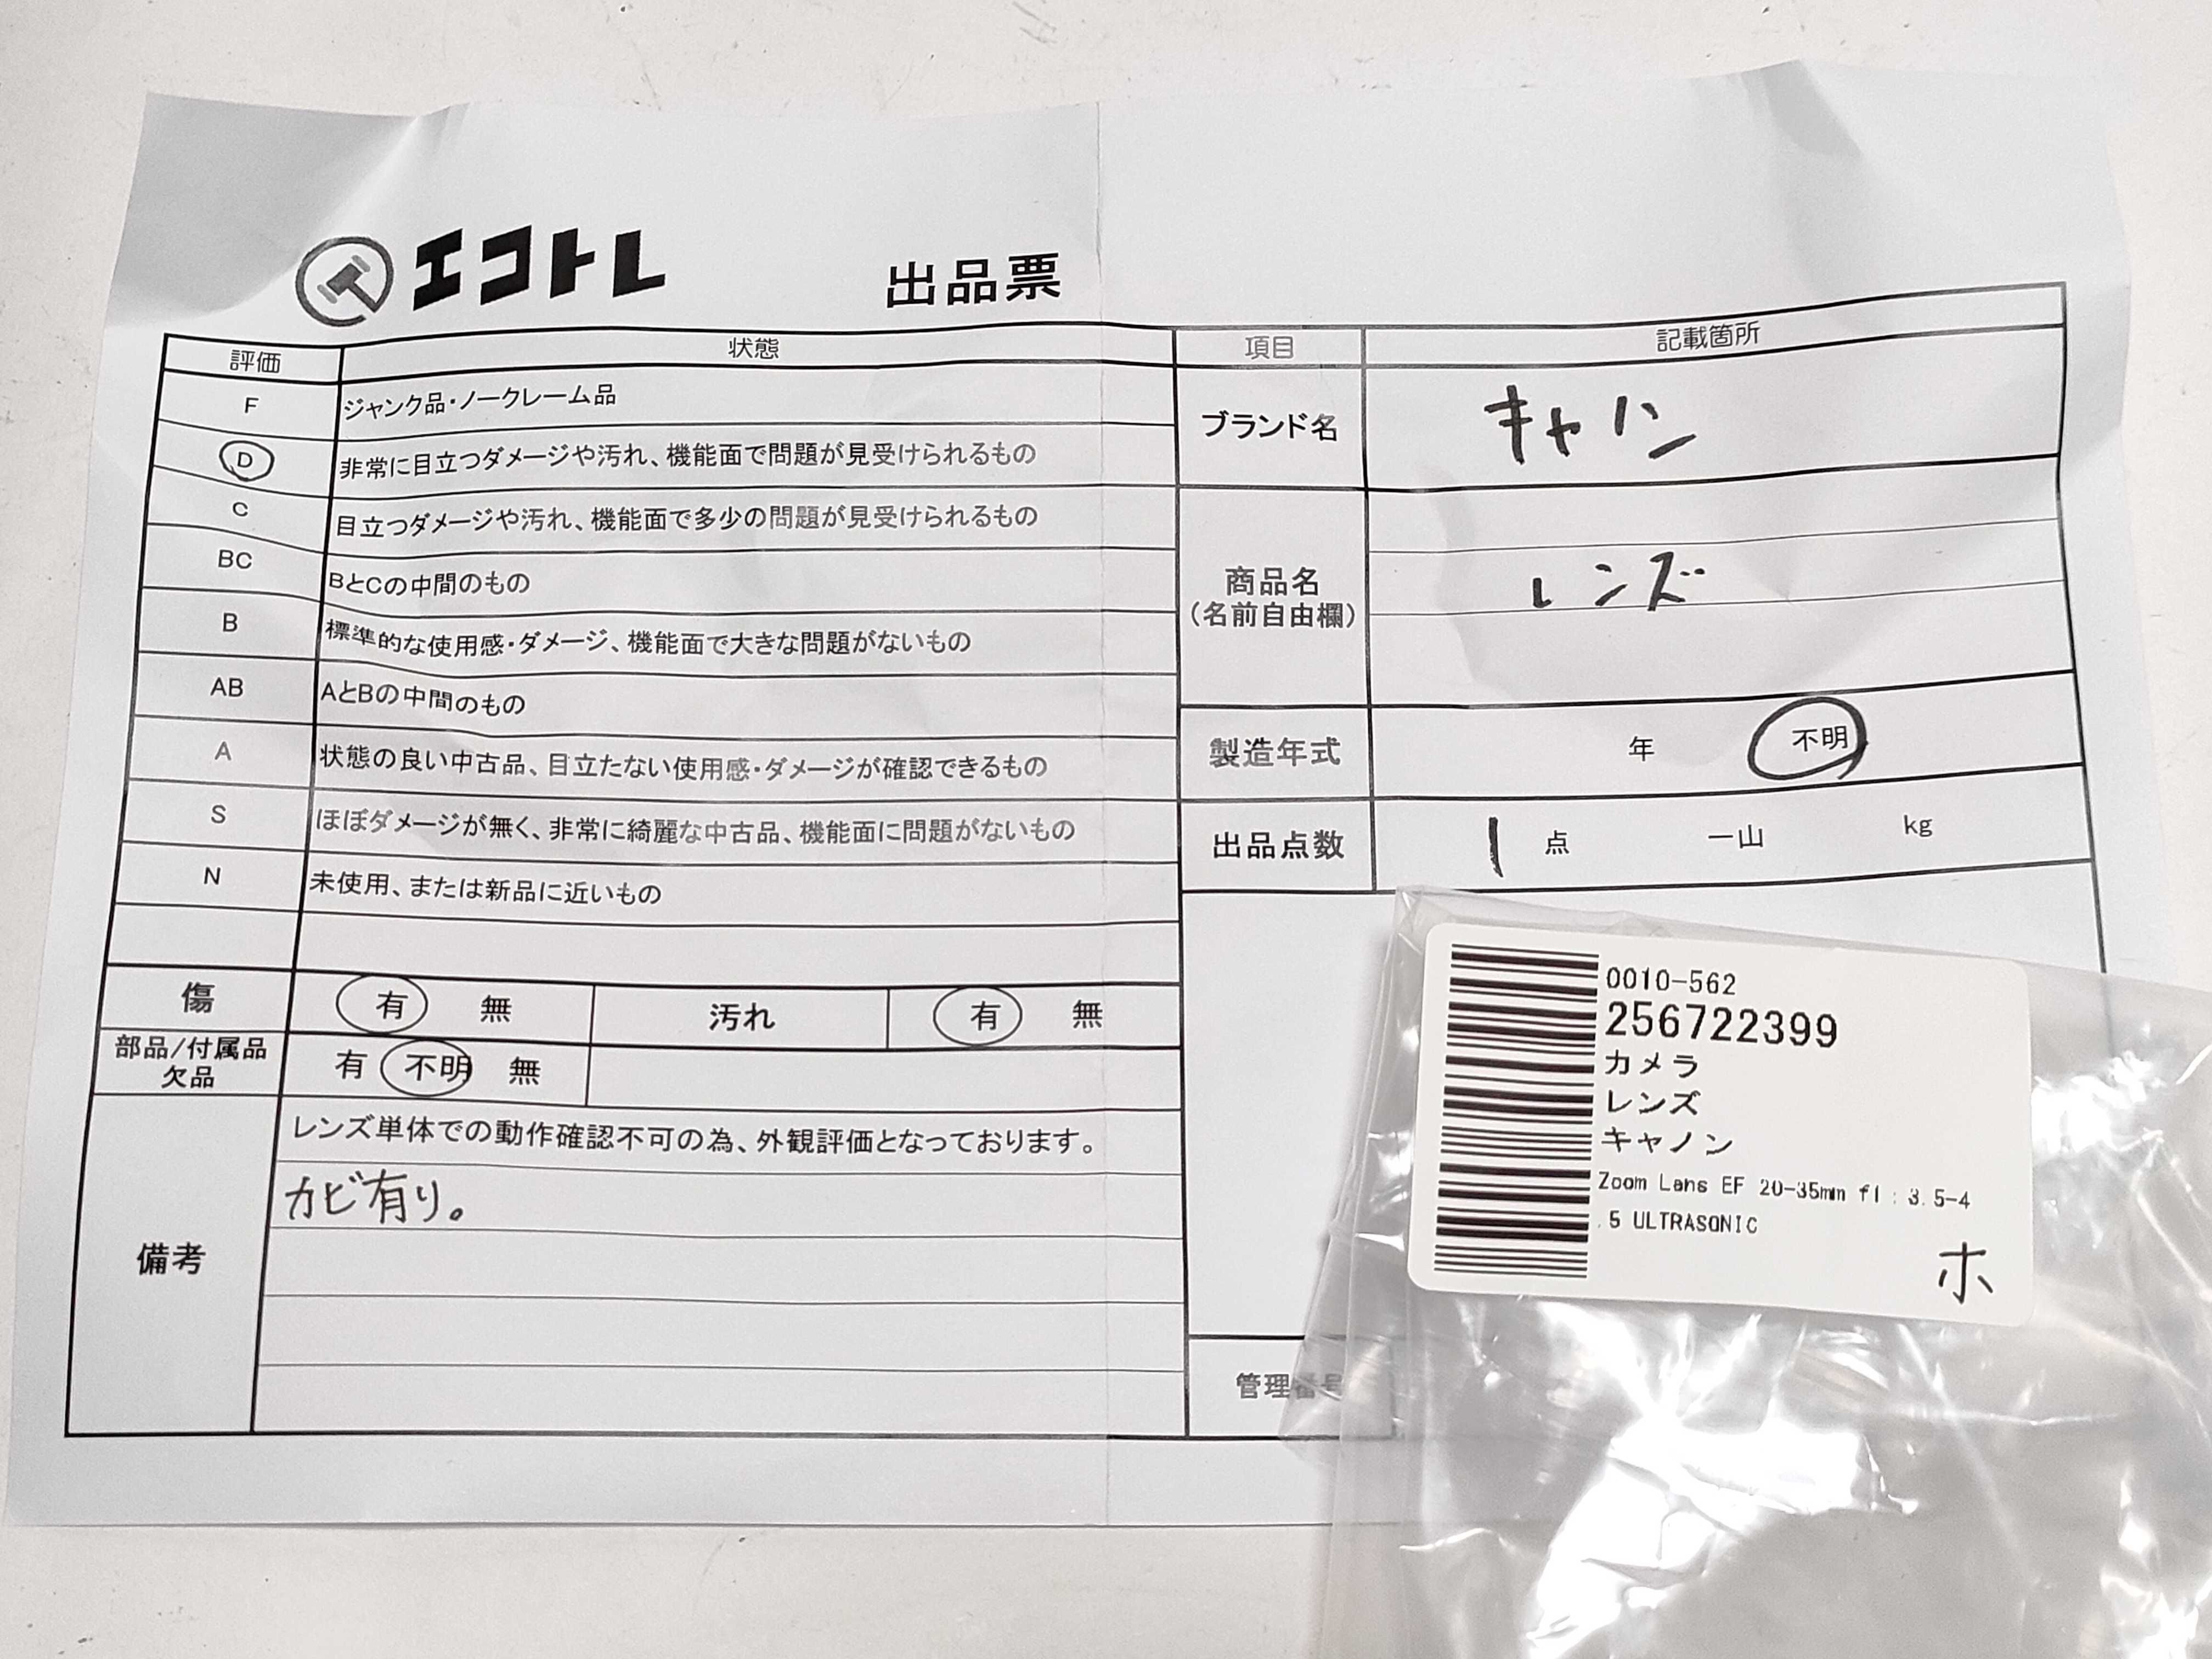 エコトレ
出品票
評価 状態
F ジャンク品・ノークレーム品
D 非常に目立つダメージや汚れ、機能面で問題が見受けられるもの
C 目立つダメージや汚れ、機能面で多少の問題が見受けられるもの
BC BとCの中間のもの
B 標準的な使用感・ダメージ、機能面で大きな問題がないもの
AB AとBの中間のもの
A 状態の良い中古品、目立たない使用感・ダメージが確認できるもの
S ほぼダメージが無く、非常に綺麗な中古品、機能面に問題がないもの
N 未使用、または新品に近いもの
傷 有 無 汚れ 有 無
部品/付属品
欠品 有 不明 無
備考
レンズ単体での動作確認不可の為、外観評価となっております。
カビ有り。
項目 記載箇所
ブランド名 キャノン
商品名
(名前自由欄) レンズ
製造年式 年 不明
出品点数 1 点 一山 kg
管理番号
0010-562
256722399
カメラ
レンズ
キャノン
Zoom Lans EF 20-35mm f1:3.5-4
.5 ULTRASONIC
ホ